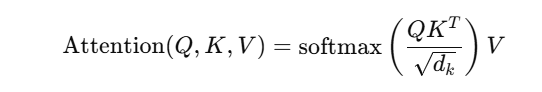 Attention(Q, K, V) = softmax(QK^T / √d_k) V